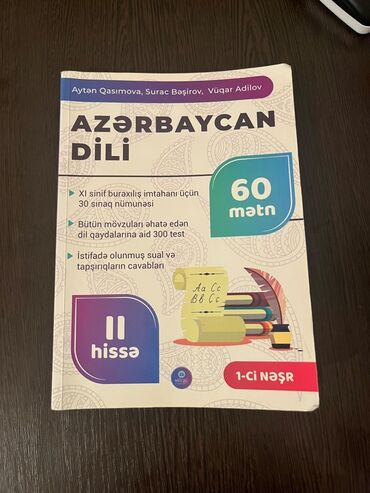 Aytən Qasımova, Surac Bəşirov, Vüqar Adilov
AZƏRBAYCAN
DİLİ
XI sinif buraxılış imtahanı üçün
30 sınaq nümunəsi
Bütün mövzuları əhatə edən
dil qaydalarına aid 300 test
İstifadə olunmuş sual və
tapşırıqların cavabları
60
mətn
Aa Cc
Bb Cc
II
hissə
1-Ci NƏŞR